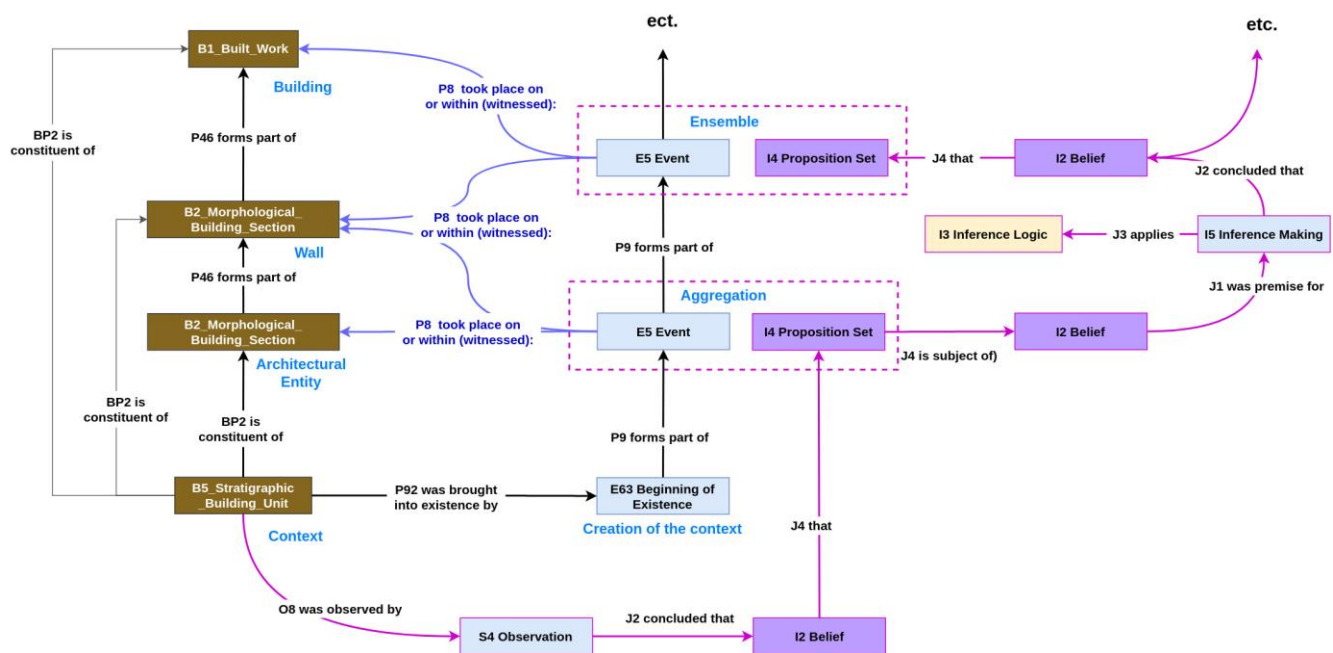 ect.
etc.
B1_Built_Work
Building
P8  took place on
or within (witnessed):
Ensemble
BP2 is
constituent of
P46 forms part of
E5 Event
I4 Proposition Set
J4 that
I2 Belief
J2 concluded that
B2_Morphological_
Building_Section
Wall
P8  took place on
or within (witnessed):
P9 forms part of
I3 Inference Logic
J3 applies
I5 Inference Making
P46 forms part of
Aggregation
J1 was premise for
B2_Morphological_
Building_Section
Architectural
Entity
P8  took place on
or within (witnessed):
E5 Event
I4 Proposition Set
J4 is subject of)
I2 Belief
BP2 is
constituent of
BP2 is
constituent of
P9 forms part of
B5_Stratigraphic
_Building_Unit
Context
P92 was brought
into existence by
E63 Beginning of
Existence
Creation of the context
J4 that
O8 was observed by
S4 Observation
J2 concluded that
I2 Belief